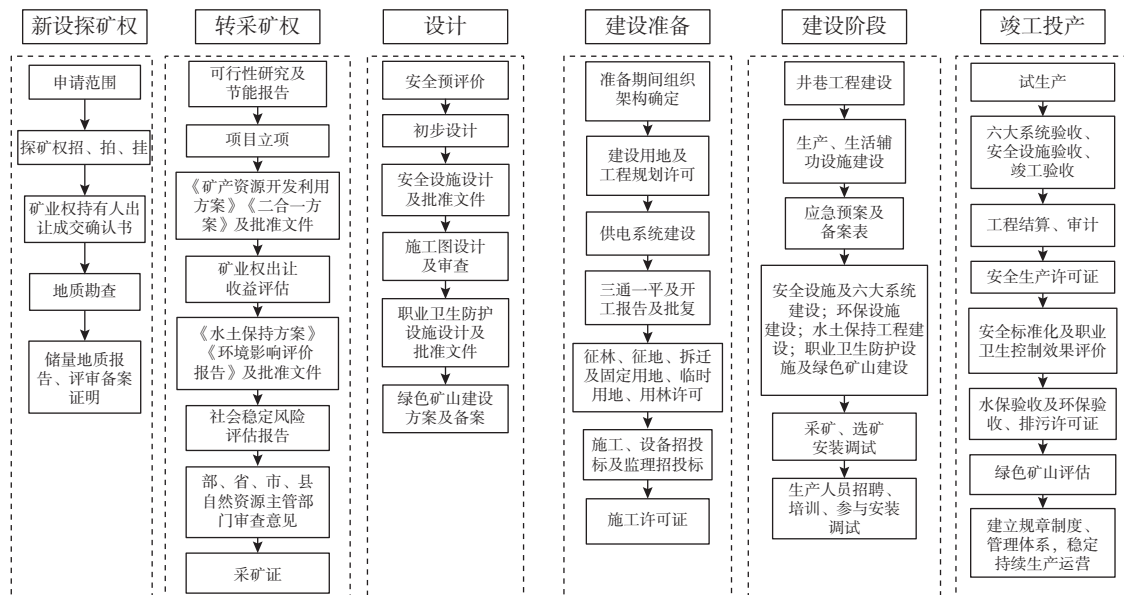 新设探矿权
申请范围
探矿权招、拍、挂
矿业权持有人出
让成交确认书
地质勘查
储量地质报
告、评审备案
证明
转采矿权
可行性研究及
节能报告
项目立项
《矿产资源开发利用
方案》《二合一方
案》及批准文件
矿业权出让
收益评估
《水土保持方案》
《环境影响评价
报告》及批准文件
社会稳定风险
评估报告
部、省、市、县
自然资源主管部
门审查意见
采矿证
设计
安全预评价
初步设计
安全设施设计
及批准文件
施工图设计
及审查
职业卫生防护
设施设计及
批准文件
绿色矿山建设
方案及备案
建设准备
准备期间组织
架构确定
建设用地及
工程规划许可
供电系统建设
三通一平及开
工报告及批复
征林、征地、拆迁
及固定用地、临时
用地、用林许可
施工、设备招投
标及监理招投标
施工许可证
建设阶段
井巷工程建设
生产、生活辅
功设施建设
应急预案及
备案表
安全设施及六大系统
建设；环保设施
建设；水土保持工程建
设；职业卫生防护设
施及绿色矿山建设
采矿、选矿
安装调试
生产人员招聘、
培训、参与安装
调试
竣工投产
试生产
六大系统验收、
安全设施验收、
竣工验收
工程结算、审计
安全生产许可证
安全标准化及职业
卫生控制效果评价
水保验收及环保验
收、排污许可证
绿色矿山评估
建立规章制度、
管理体系，稳定
持续生产运营